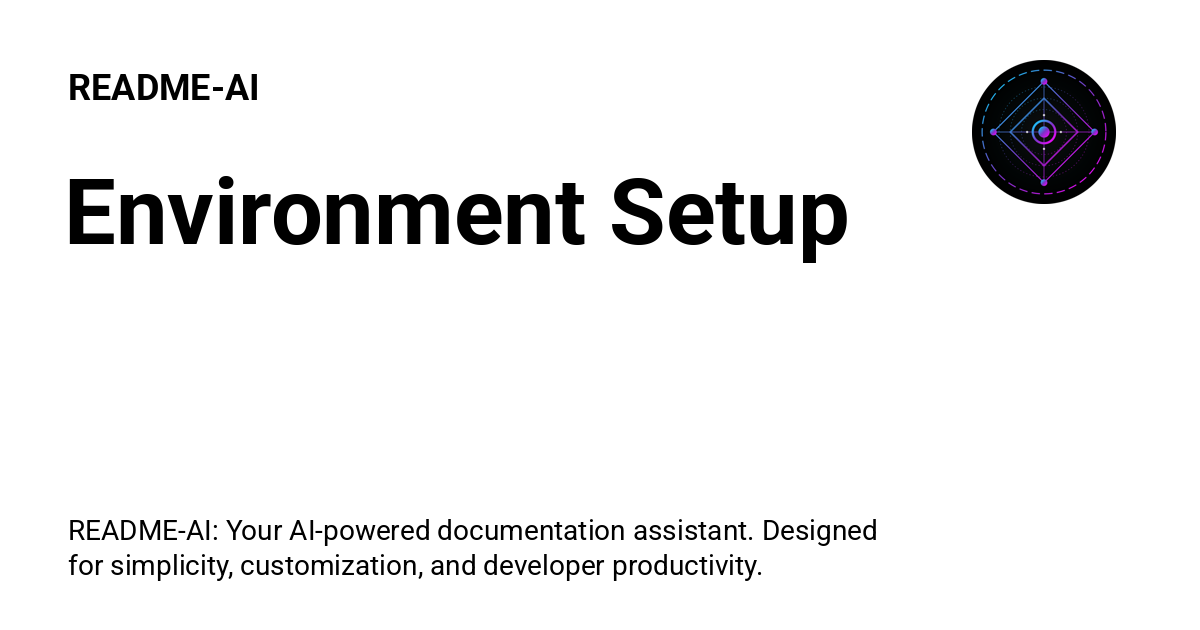 README-AI
Environment Setup
README-AI: Your AI-powered documentation assistant. Designed
for simplicity, customization, and developer productivity.